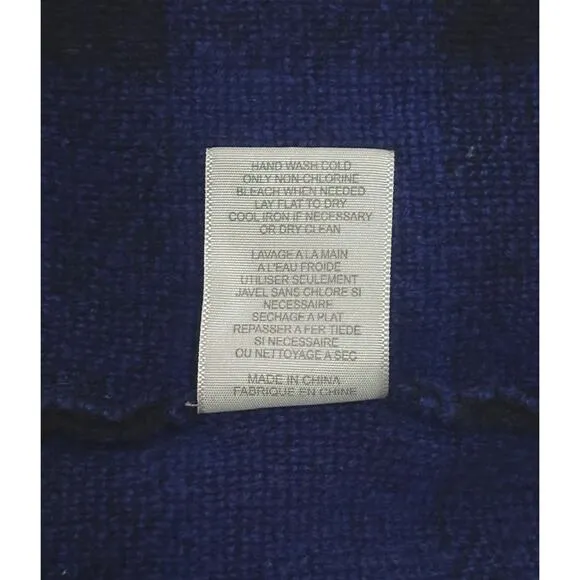 HAND WASH COLD
ONLY NON-CHLORINE
BLEACH WHEN NEEDED
LAY FLAT TO DRY
COOL IRON IF NECESSARY
OR DRY CLEAN
LAVAGE A LA MAIN
A L'EAU FROIDE
UTILISER SEULEMENT
JAVEL SANS CHLORE SI
NECESSAIRE
SECHAGE A PLAT
REPASSER A FER TIEDE
SI NECESSAIRE
OU NETTOYAGE A SEC
MADE IN CHINA
FABRIQUE EN CHINE